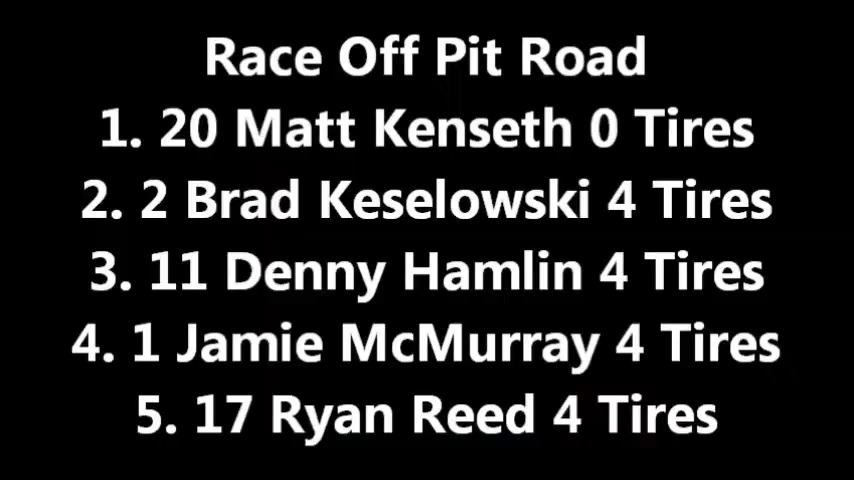 Race Off Pit Road
1. 20 Matt Kenseth 0 Tires
2. 2 Brad Keselowski 4 Tires
3. 11 Denny Hamlin 4 Tires
4. 1 Jamie McMurray 4 Tires
5. 17 Ryan Reed 4 Tires